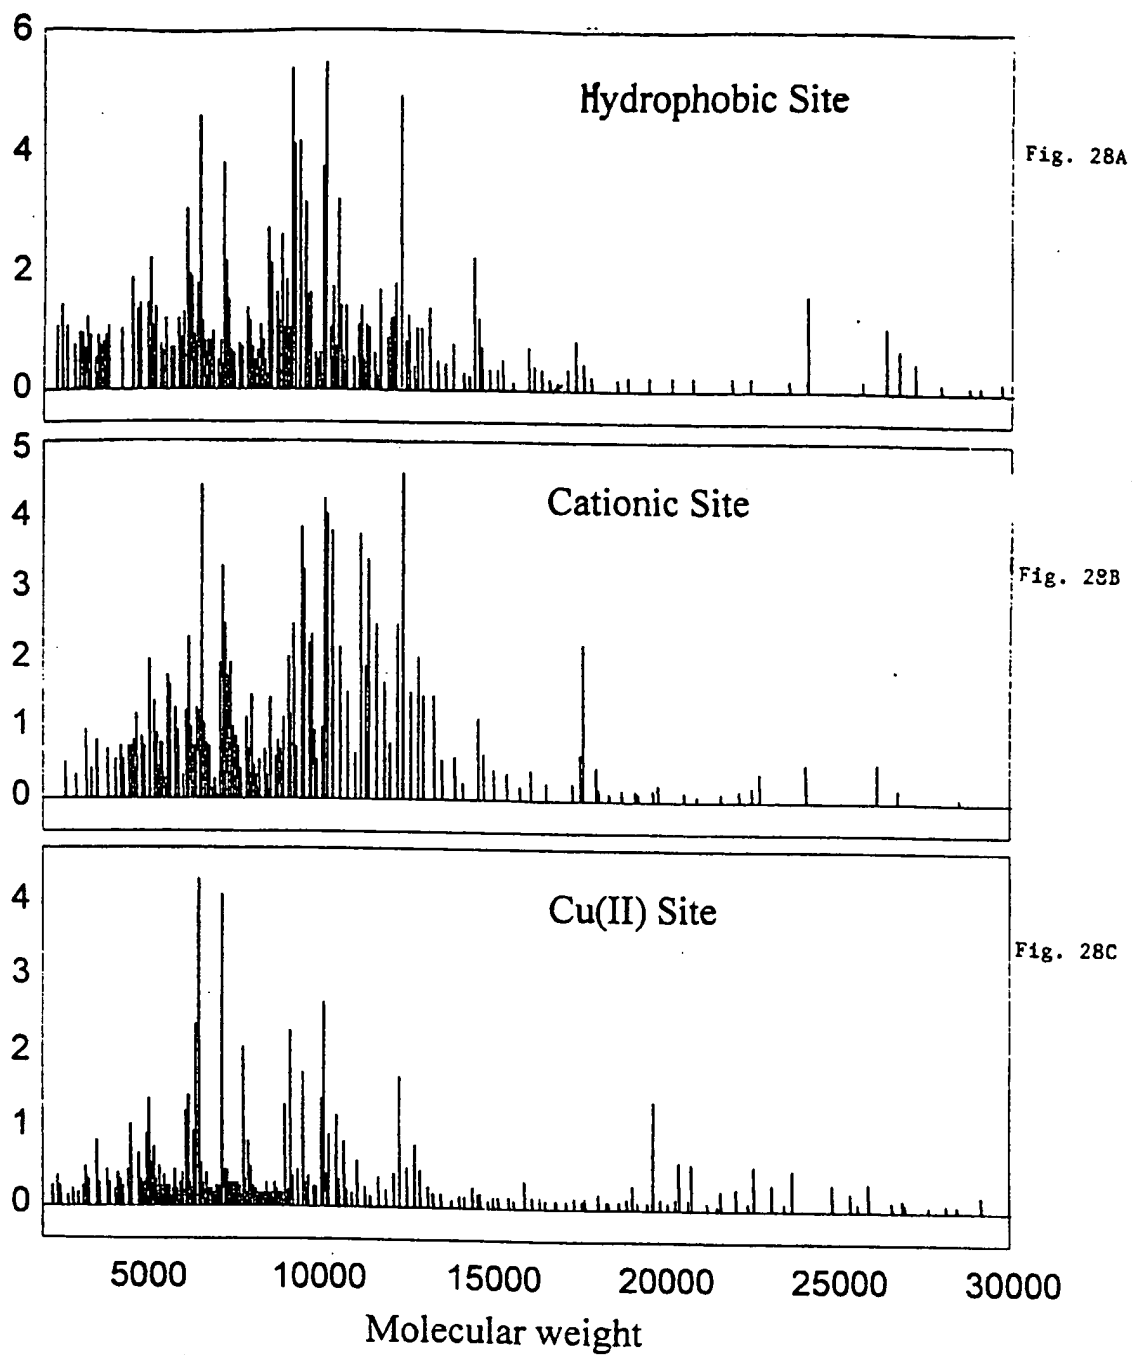 6
Hydrophobic Site
4
Fig. 28A
2
0
5
Cationic Site
4
Fig. 28B
3
2
1
0
4
Cu(II) Site
Fig. 28C
3
2
1
0
5000 10000 15000 20000 25000 30000
Molecular weight